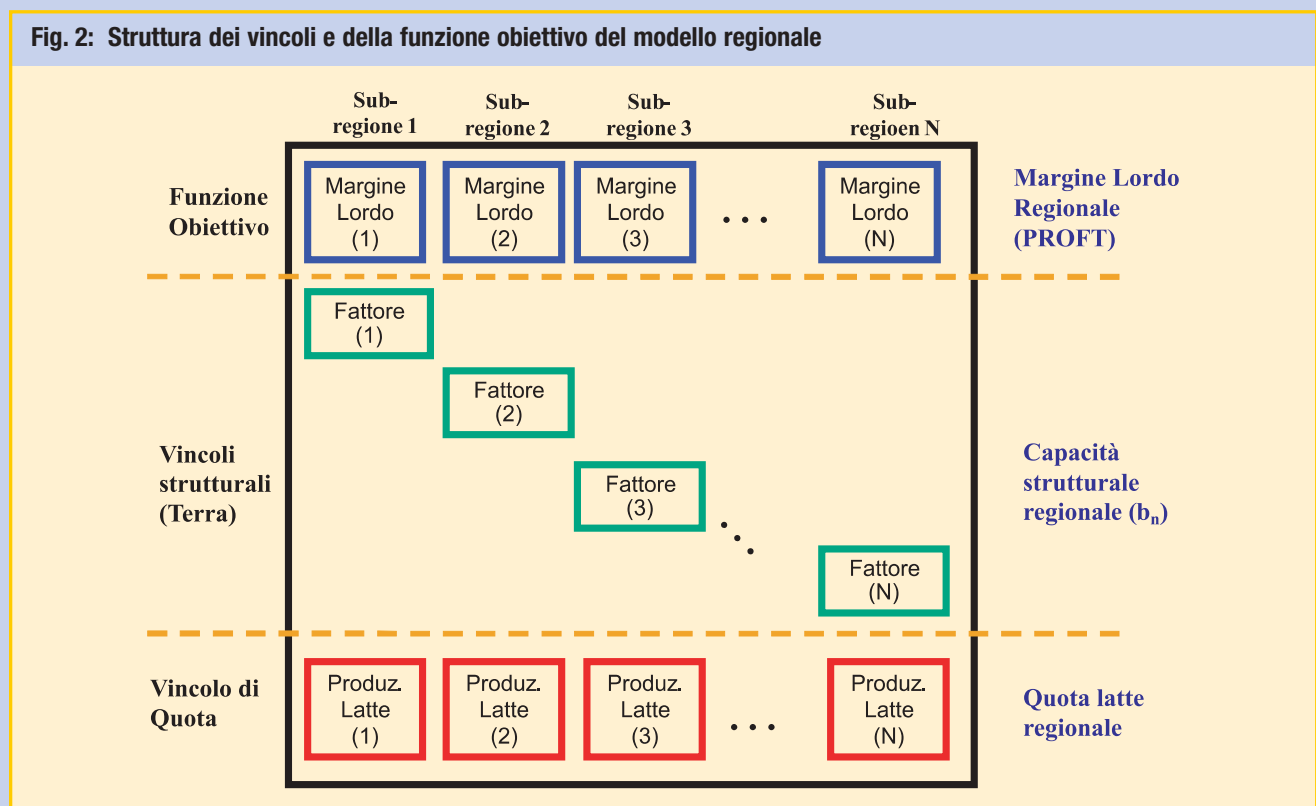 Fig. 2: Struttura dei vincoli e della funzione obiettivo del modello regionale
Sub-
regione 1
Sub-
regione 2
Sub-
regione 3
Sub-
regioen N
Funzione
Obiettivo
Margine
Lordo
(1)
Margine
Lordo
(2)
Margine
Lordo
(3)
...
Margine
Lordo
(N)
Margine Lordo
Regionale
(PROFT)
Vincoli
strutturali
(Terra)
Fattore
(1)
Fattore
(2)
Fattore
(3)
...
Fattore
(N)
Capacità
strutturale
regionale (bn)
Vincolo di
Quota
Produz.
Latte
(1)
Produz.
Latte
(2)
Produz.
Latte
(3)
...
Produz.
Latte
(N)
Quota latte
regionale